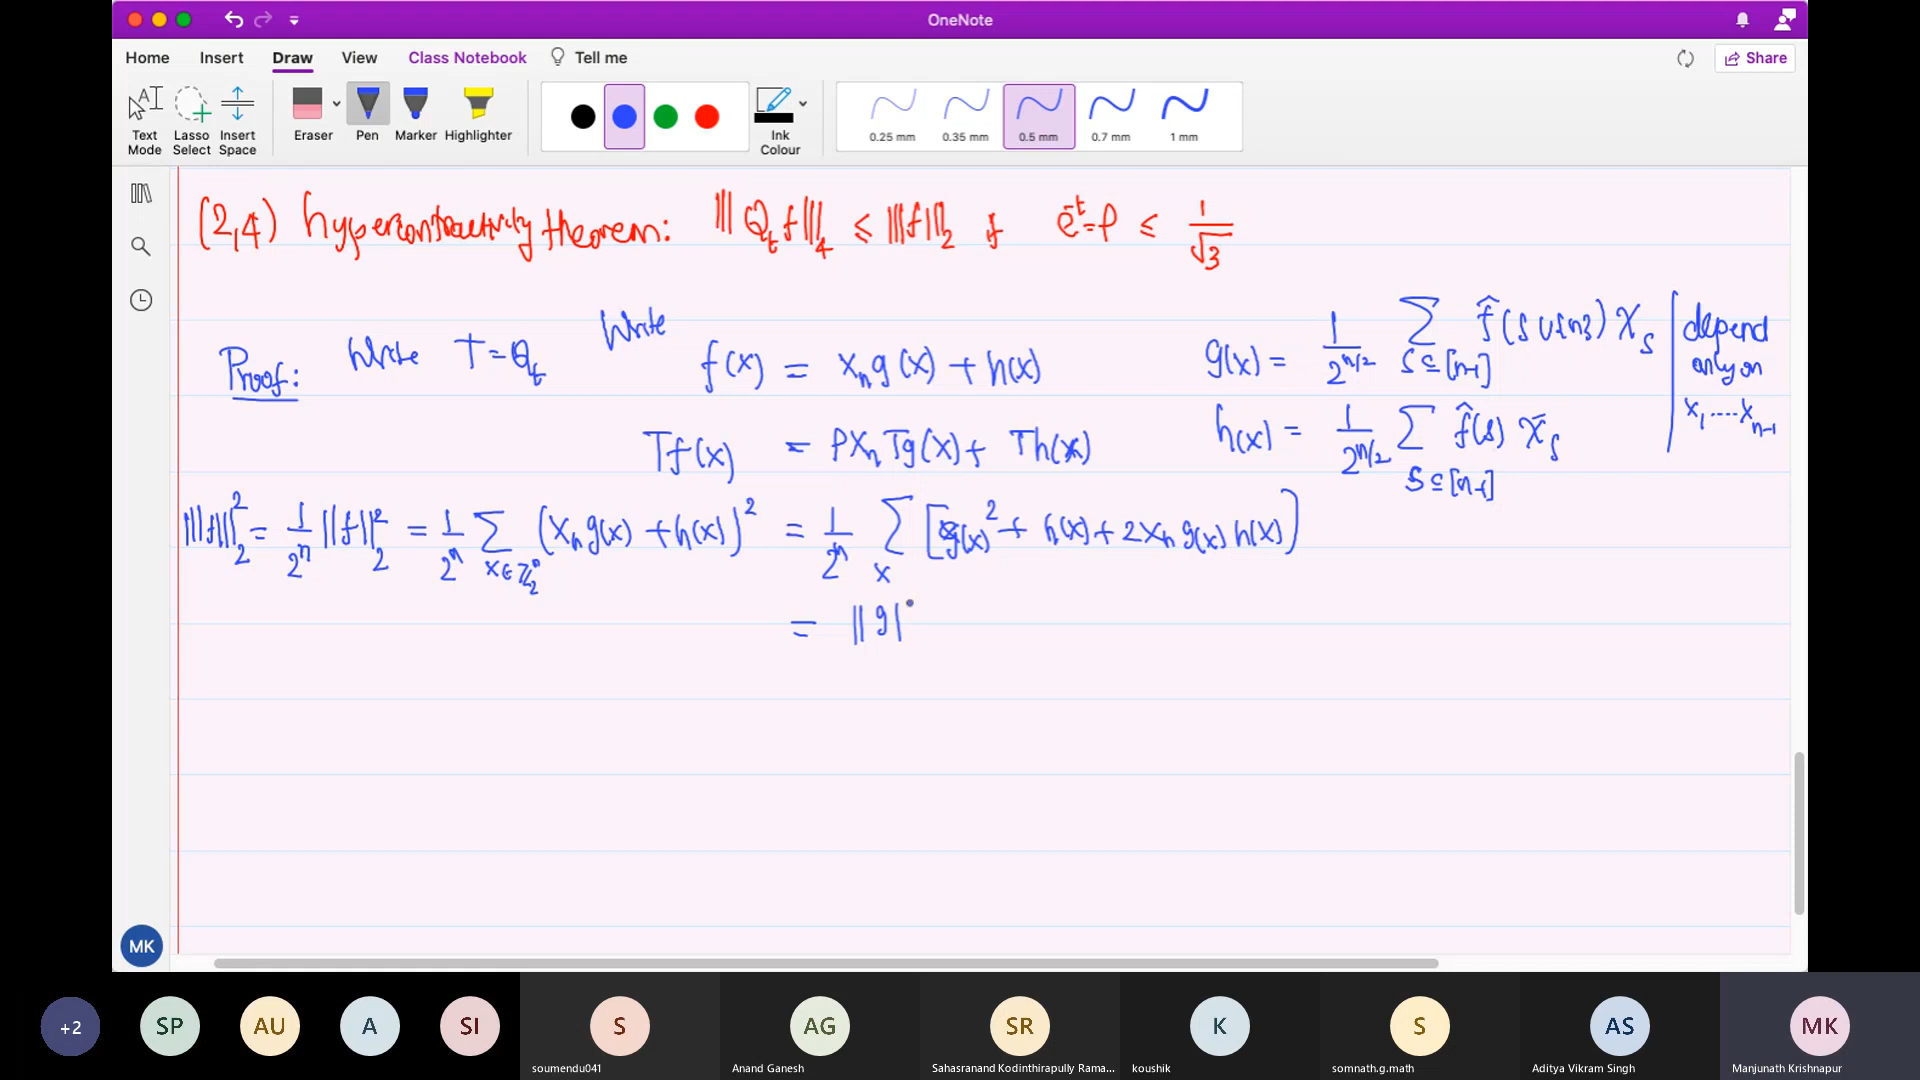 OneNote
Home Insert Draw View Class Notebook Tell me Share
Text Mode Lasso Select Insert Space Eraser Pen Marker Highlighter Ink Colour 0.25 mm 0.35 mm 0.5 mm 0.7 mm 1 mm
(2,4) hypercontractivity theorem: |||Q_t f|||_4 ≤ |||f|||_2 if e^{-t}=ρ ≤ 1/√3
Proof: Write T=Q_t Write f(x) = x_n g(x) + h(x) g(x) = 1/2^{n/2} ∑_{S⊆[n-1]} f̂(S∪{n}) χ_S | depend only on x_1....x_{n-1}
Tf(x) = ρx_n Tg(x) + Th(x) h(x) = 1/2^{n/2} ∑_{S⊆[n-1]} f̂(S) χ_S
|||f|||_2^2 = 1/2^n ||f||_2^2 = 1/2^n ∑_{x∈ℤ_2^n} (x_n g(x) + h(x))^2 = 1/2^n ∑_x [g(x)^2 + h(x) + 2x_n g(x) h(x)]
= ||g|
MK
+2 SP AU A SI S AG SR K S AS MK
soumendu041 Anand Ganesh Sahasranand Kodinthirapully Rama... koushik somnath.g.math Aditya Vikram Singh Manjunath Krishnapur